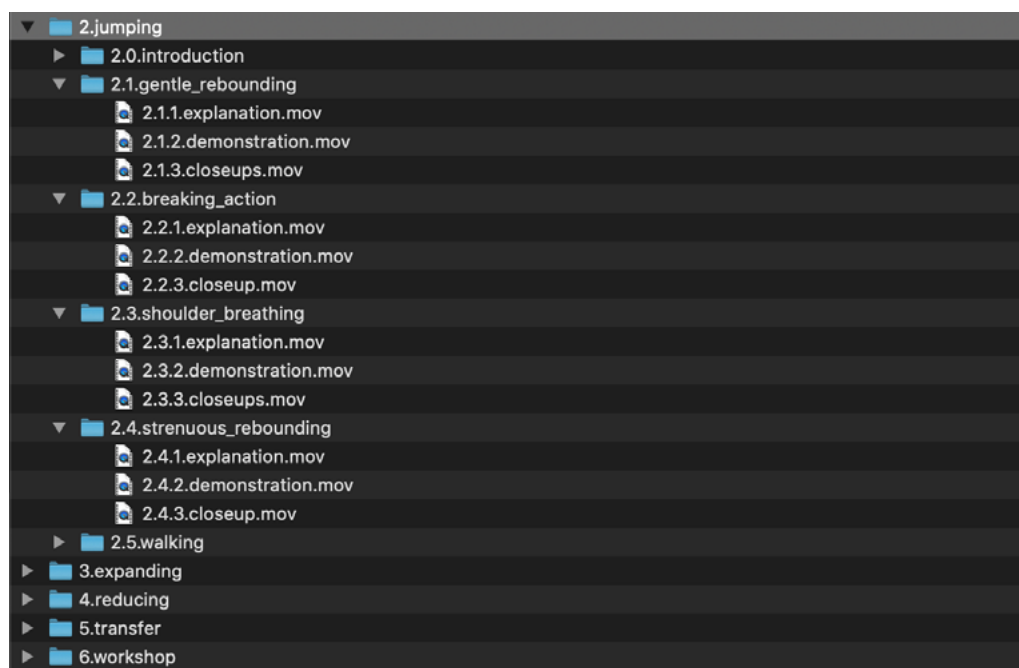 2.jumping
2.0.introduction
2.1.gentle_rebounding
2.1.1.explanation.mov
2.1.2.demonstration.mov
2.1.3.closeups.mov
2.2.breaking_action
2.2.1.explanation.mov
2.2.2.demonstration.mov
2.2.3.closeup.mov
2.3.shoulder_breathing
2.3.1.explanation.mov
2.3.2.demonstration.mov
2.3.3.closeups.mov
2.4.strenuous_rebounding
2.4.1.explanation.mov
2.4.2.demonstration.mov
2.4.3.closeup.mov
2.5.walking
3.expanding
4.reducing
5.transfer
6.workshop